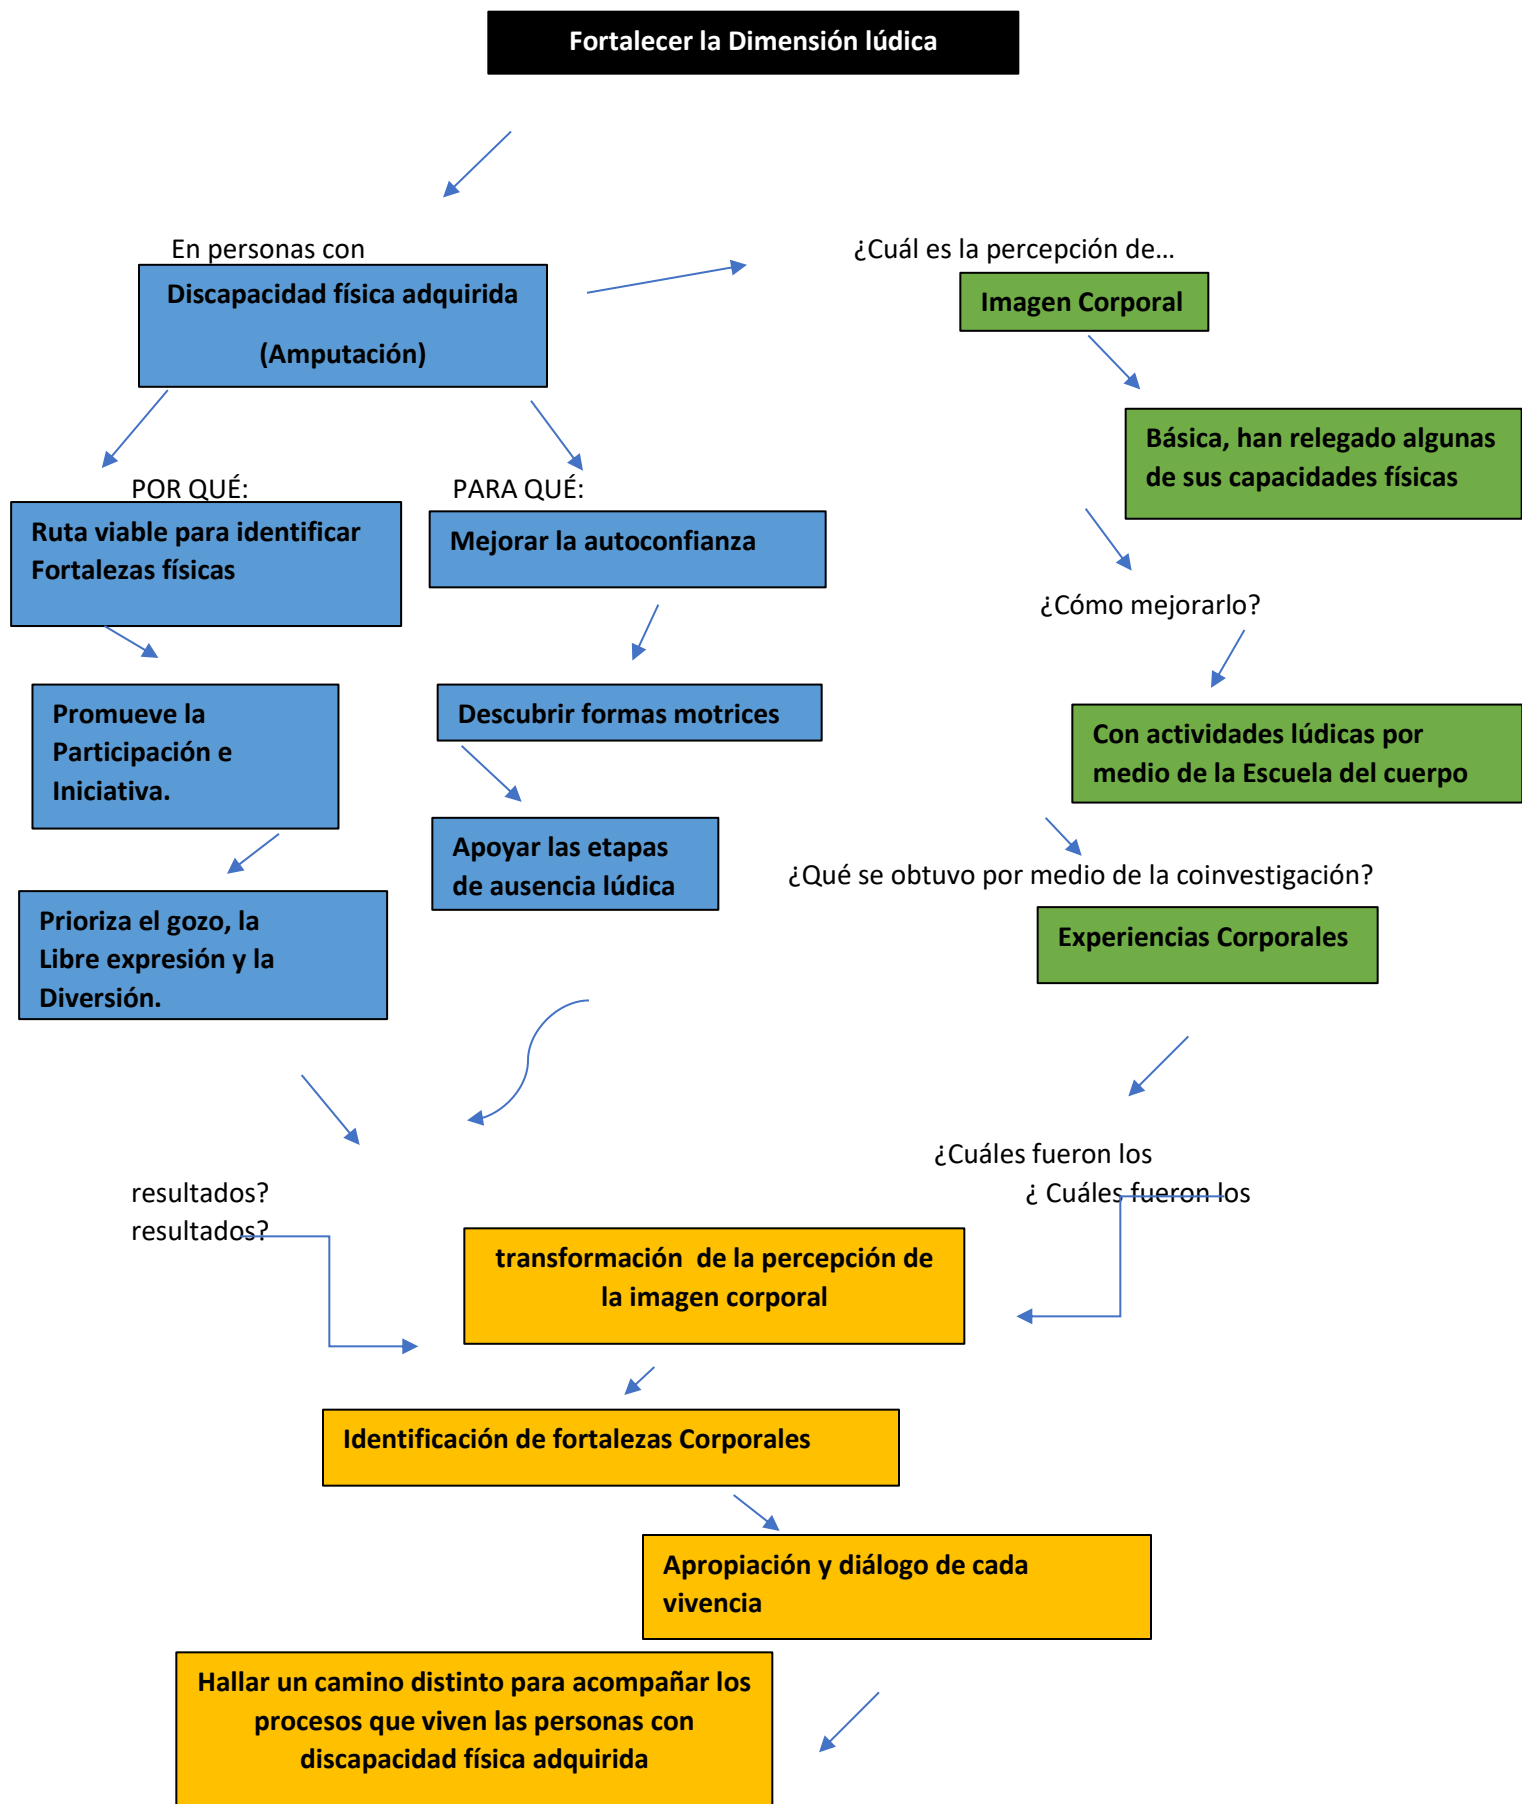 Fortalecer la Dimensión lúdica
En personas con
¿Cuál es la percepción de...
Discapacidad física adquirida
(Amputación)
Imagen Corporal
Básica, han relegado algunas
de sus capacidades físicas
POR QUÉ:
PARA QUÉ:
Ruta viable para identificar
Fortalezas físicas
Mejorar la autoconfianza
¿Cómo mejorarlo?
Promueve la
Participación e
Iniciativa.
Descubrir formas motrices
Con actividades lúdicas por
medio de la Escuela del cuerpo
Apoyar las etapas
de ausencia lúdica
¿Qué se obtuvo por medio de la coinvestigación?
Prioriza el gozo, la
Libre expresión y la
Diversión.
Experiencias Corporales
¿Cuáles fueron los
resultados?
¿ Cuáles fueron los
resultados?
transformación  de la percepción de
la imagen corporal
Identificación de fortalezas Corporales
Apropiación y diálogo de cada
vivencia
Hallar un camino distinto para acompañar los
procesos que viven las personas con
discapacidad física adquirida